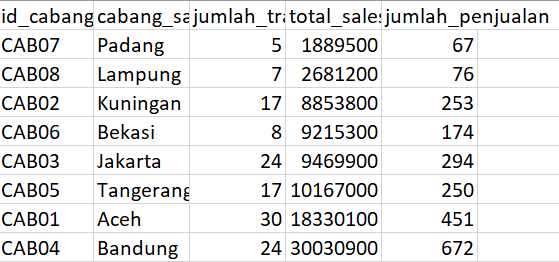 id_cabang cabang_sa jumlah_tra total_sales jumlah_penjualan
CAB07 Padang 5 1889500 67
CAB08 Lampung 7 2681200 76
CAB02 Kuningan 17 8853800 253
CAB06 Bekasi 8 9215300 174
CAB03 Jakarta 24 9469900 294
CAB05 Tangerang 17 10167000 250
CAB01 Aceh 30 18330100 451
CAB04 Bandung 24 30030900 672